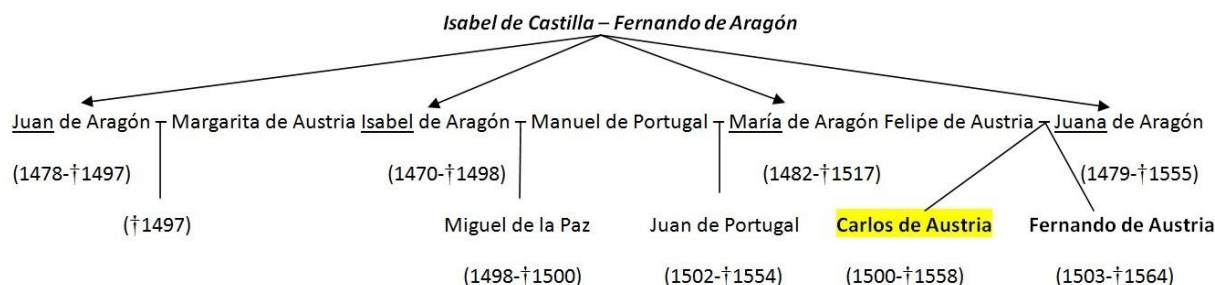 Isabel de Castilla – Fernando de Aragón
Juan de Aragón – Margarita de Austria Isabel de Aragón – Manuel de Portugal – María de Aragón Felipe de Austria – Juana de Aragón
(1478-†1497) (1470-†1498) (1482-†1517) (1479-†1555)
(†1497) Miguel de la Paz Juan de Portugal Carlos de Austria Fernando de Austria
(1498-†1500) (1502-†1554) (1500-†1558) (1503-†1564)